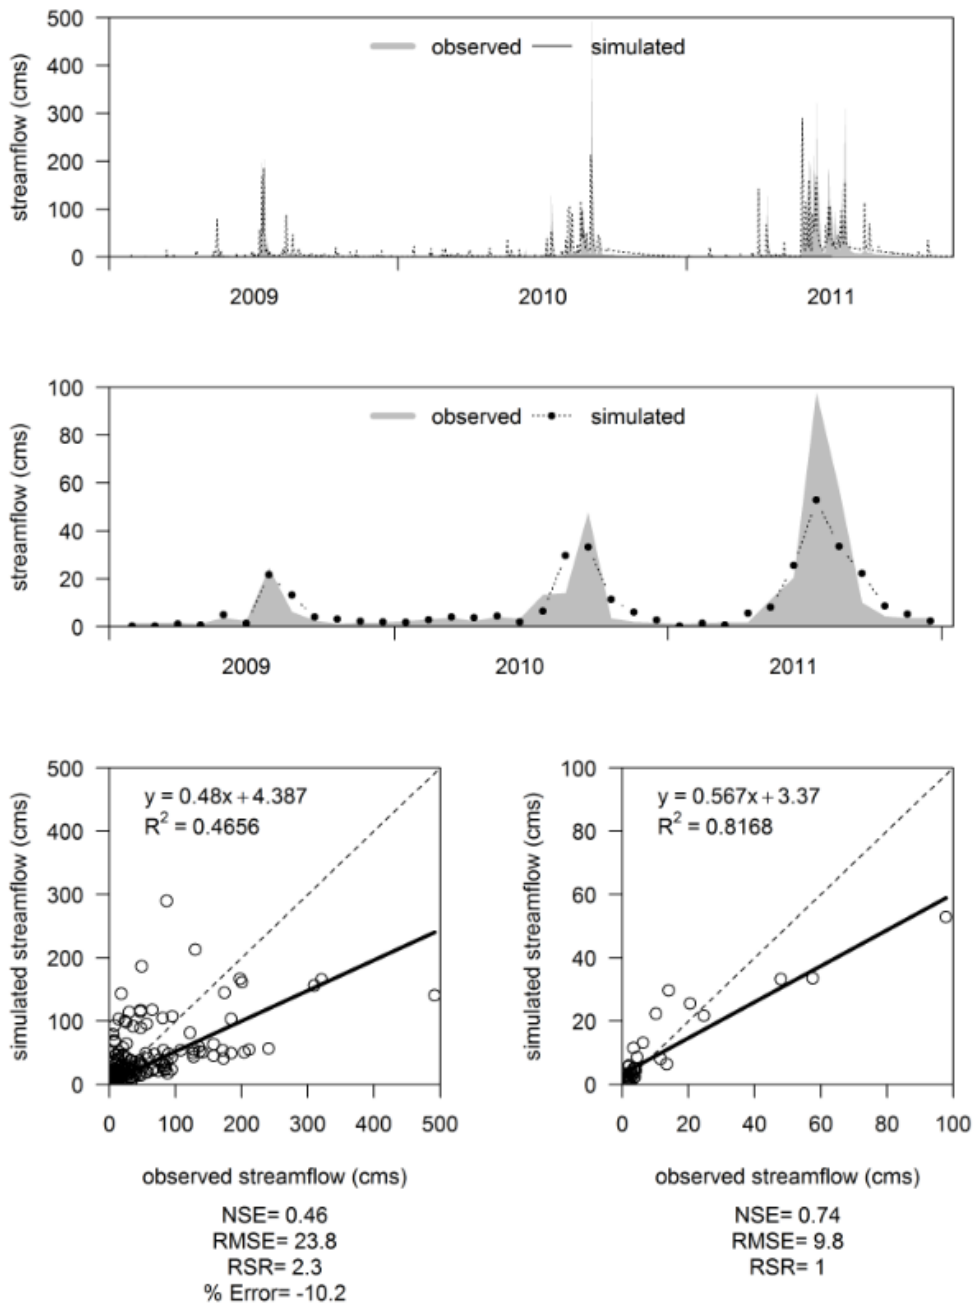 500
400
300
200
100
0
streamflow (cms)
observed simulated
2009 2010 2011
100
80
60
40
20
0
streamflow (cms)
observed simulated
2009 2010 2011
500
400
300
200
100
0
simulated streamflow (cms)
y = 0.48x + 4.387
R² = 0.4656
0 100 200 300 400 500
observed streamflow (cms)
NSE= 0.46
RMSE= 23.8
RSR= 2.3
% Error= -10.2
100
80
60
40
20
0
simulated streamflow (cms)
y = 0.567x + 3.37
R² = 0.8168
0 20 40 60 80 100
observed streamflow (cms)
NSE= 0.74
RMSE= 9.8
RSR= 1